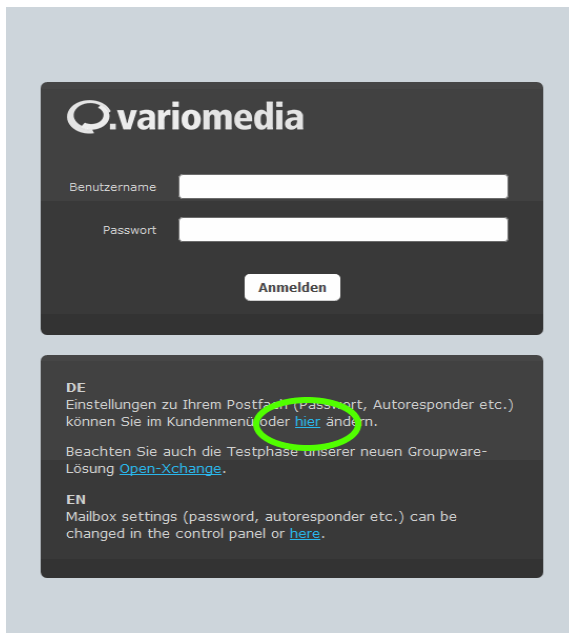 .variomedia
Benutzername
Passwort
Anmelden
DE
Einstellungen zu Ihrem Postfach (Passwort, Autoresponder etc.)
können Sie im Kundenmenü oder hier ändern.
Beachten Sie auch die Testphase unserer neuen Groupware-
Lösung Open-Xchange.
EN
Mailbox settings (password, autoresponder etc.) can be
changed in the control panel or here.